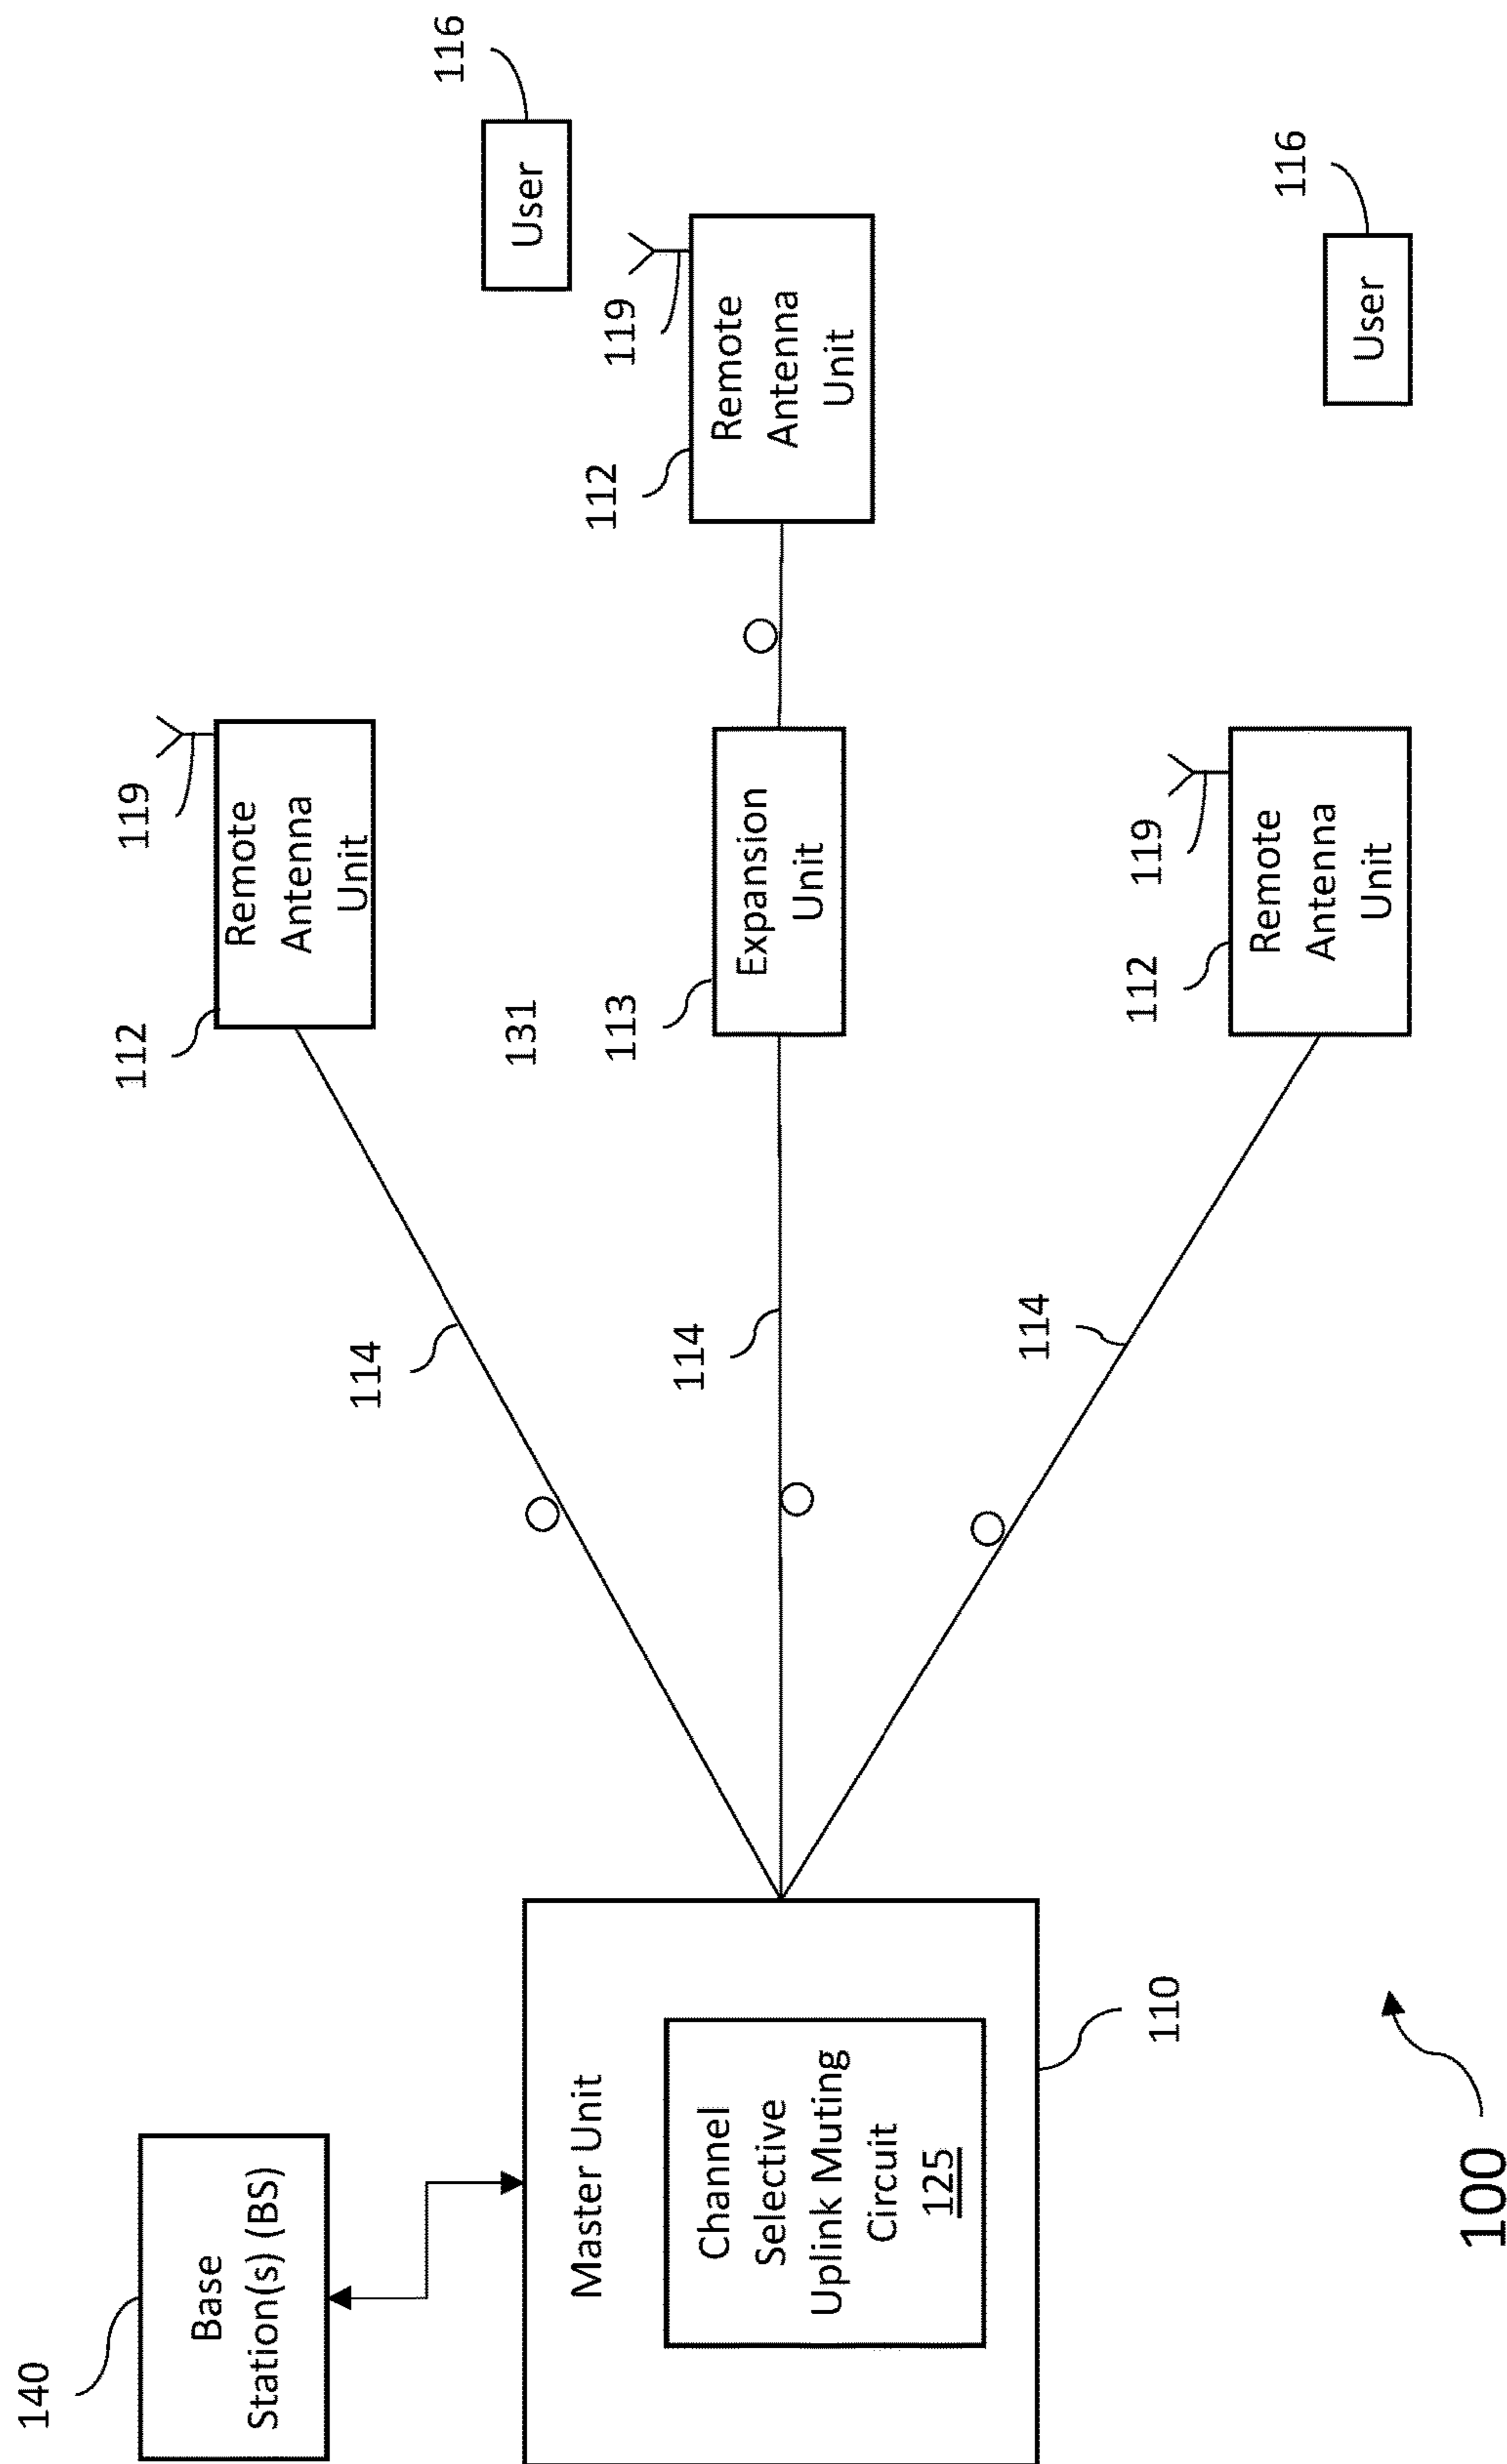 140
Base
Station(s) (BS)
Master Unit
Channel
Selective
Uplink Muting
Circuit
125
110
100
114
114
114
112
119
Remote
Antenna
Unit
131
113
Expansion
Unit
112
119
Remote
Antenna
Unit
112
119
Remote
Antenna
Unit
116
User
116
User